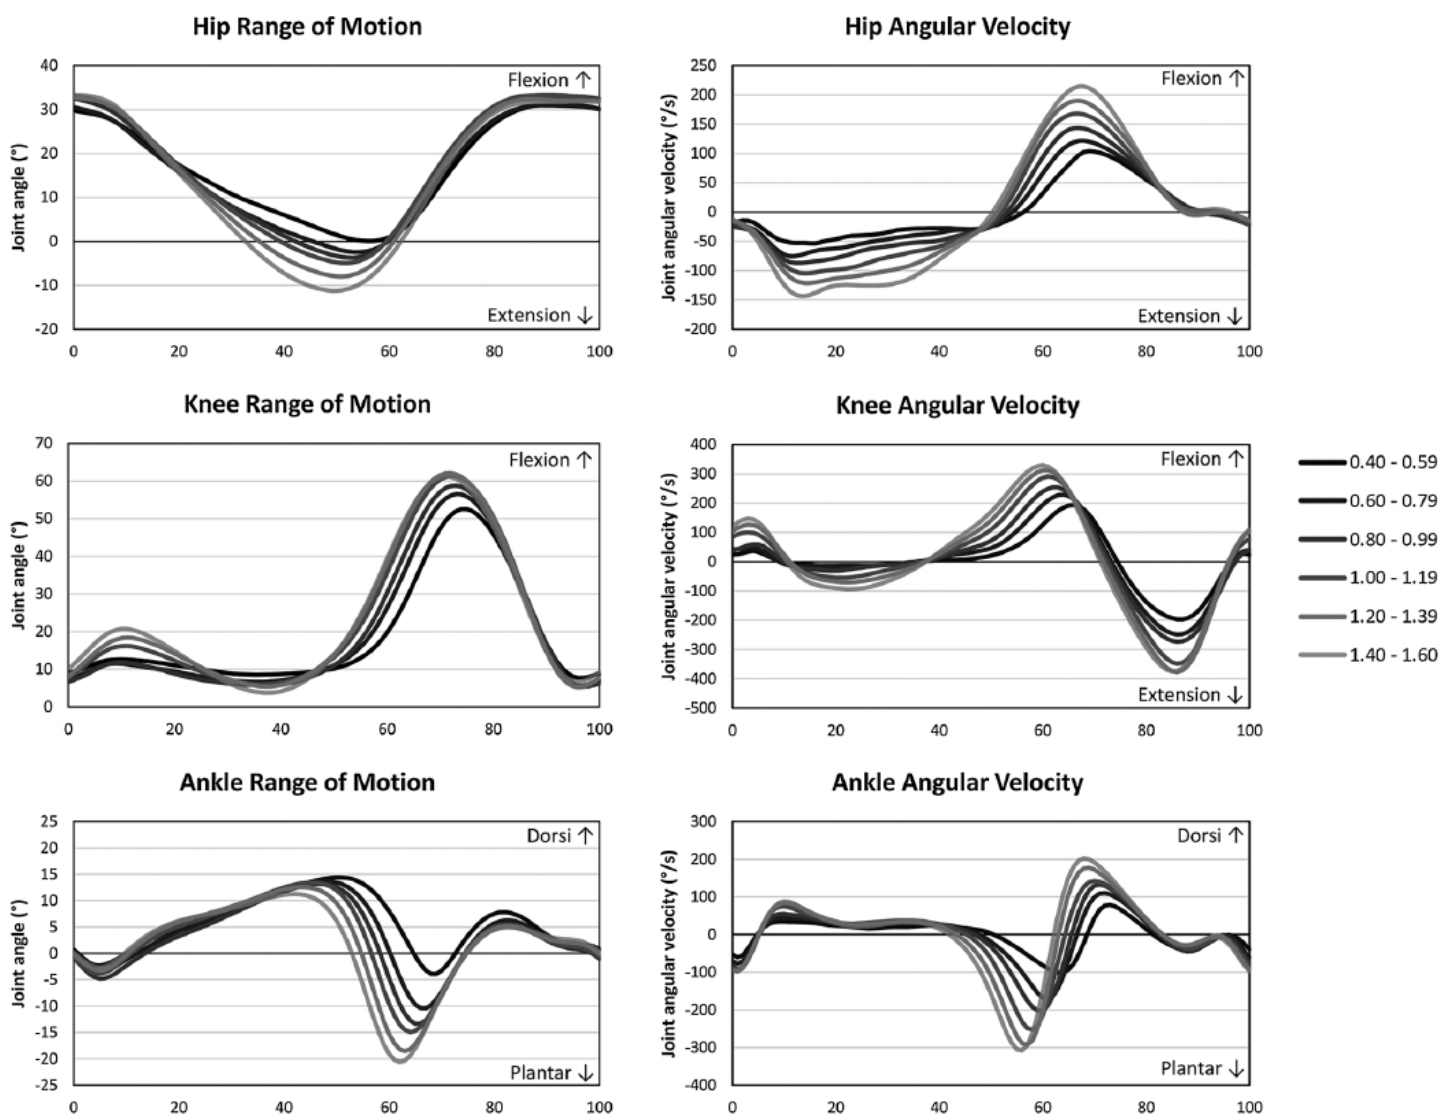 Hip Range of Motion
Joint angle (°)
40
30
20
10
0
-10
-20
Flexion ↑
Extension ↓
0 20 40 60 80 100
Hip Angular Velocity
Joint angular velocity (°/s)
250
200
150
100
50
0
-50
-100
-150
-200
Flexion ↑
Extension ↓
0 20 40 60 80 100
Knee Range of Motion
Joint angle (°)
70
60
50
40
30
20
10
0
Flexion ↑
0 20 40 60 80 100
Knee Angular Velocity
Joint angular velocity (°/s)
400
300
200
100
0
-100
-200
-300
-400
-500
Flexion ↑
Extension ↓
0 20 40 60 80 100
0.40 - 0.59
0.60 - 0.79
0.80 - 0.99
1.00 - 1.19
1.20 - 1.39
1.40 - 1.60
Ankle Range of Motion
Joint angle (°)
25
20
15
10
5
0
-5
-10
-15
-20
-25
Dorsi ↑
Plantar ↓
0 20 40 60 80 100
Ankle Angular Velocity
Joint angular velocity (°/s)
300
200
100
0
-100
-200
-300
-400
Dorsi ↑
Plantar ↓
0 20 40 60 80 100